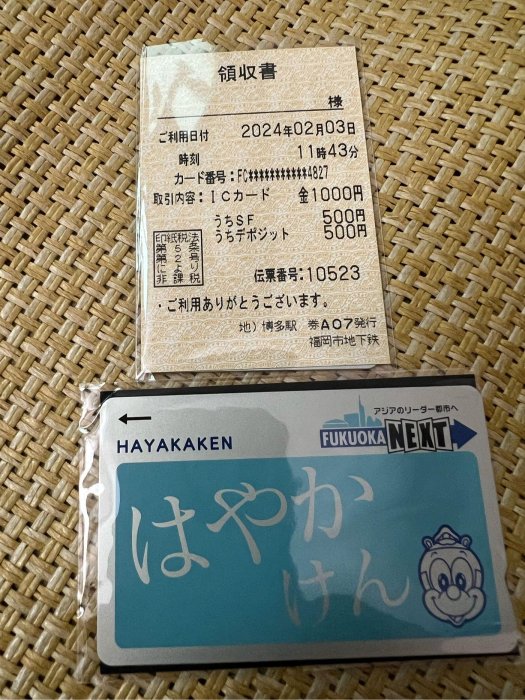 領収書
様
ご利用日付 2024年02月03日
時刻 11時43分
カード番号:FC***********4827
取引内容:ICカード 金1000円
うちSF 500円
うちデポジット 500円
印紙税法
第5条
第2号
により
非課税
伝票番号:10523
・ご利用ありがとうございます。
地)博多駅 券A07発行
福岡市地下鉄
アジアのリーダー都市へ
FUKUOKA NEXT
HAYAKAKEN
はやか
けん